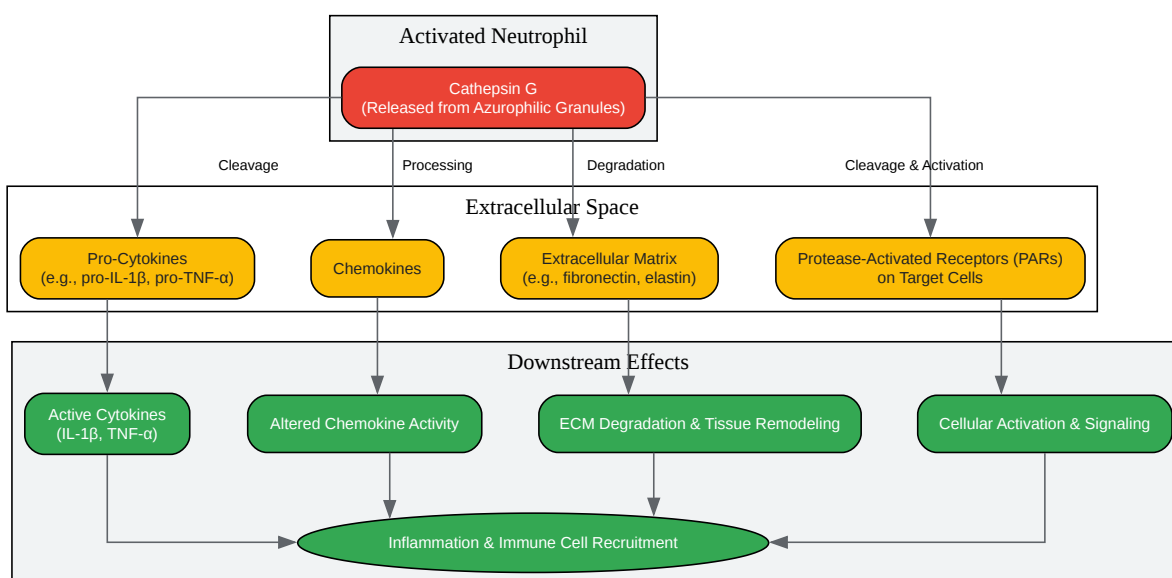 Activated Neutrophil
Cathepsin G
(Released from Azurophilic Granules)
Cleavage
Processing
Degradation
Cleavage & Activation
Extracellular Space
Pro-Cytokines
(e.g., pro-IL-1β, pro-TNF-α)
Chemokines
Extracellular Matrix
(e.g., fibronectin, elastin)
Protease-Activated Receptors (PARs)
on Target Cells
Downstream Effects
Active Cytokines
(IL-1β, TNF-α)
Altered Chemokine Activity
ECM Degradation & Tissue Remodeling
Cellular Activation & Signaling
Inflammation & Immune Cell Recruitment